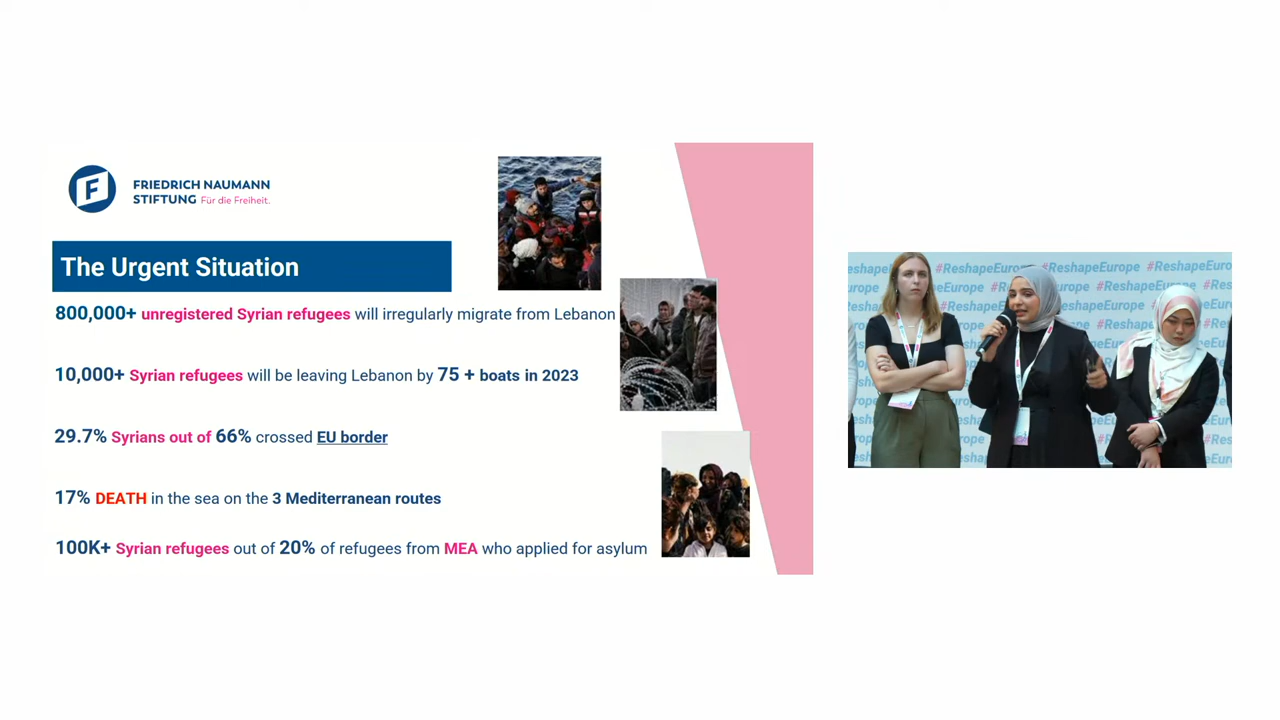 FRIEDRICH NAUMANN
STIFTUNG Für die Freiheit.
The Urgent Situation
800,000+ unregistered Syrian refugees will irregularly migrate from Lebanon
10,000+ Syrian refugees will be leaving Lebanon by 75 + boats in 2023
29.7% Syrians out of 66% crossed EU border
17% DEATH in the sea on the 3 Mediterranean routes
100K+ Syrian refugees out of 20% of refugees from MEA who applied for asylum
#ReshapeEurope
#ReshapeEurope
#ReshapeEuro